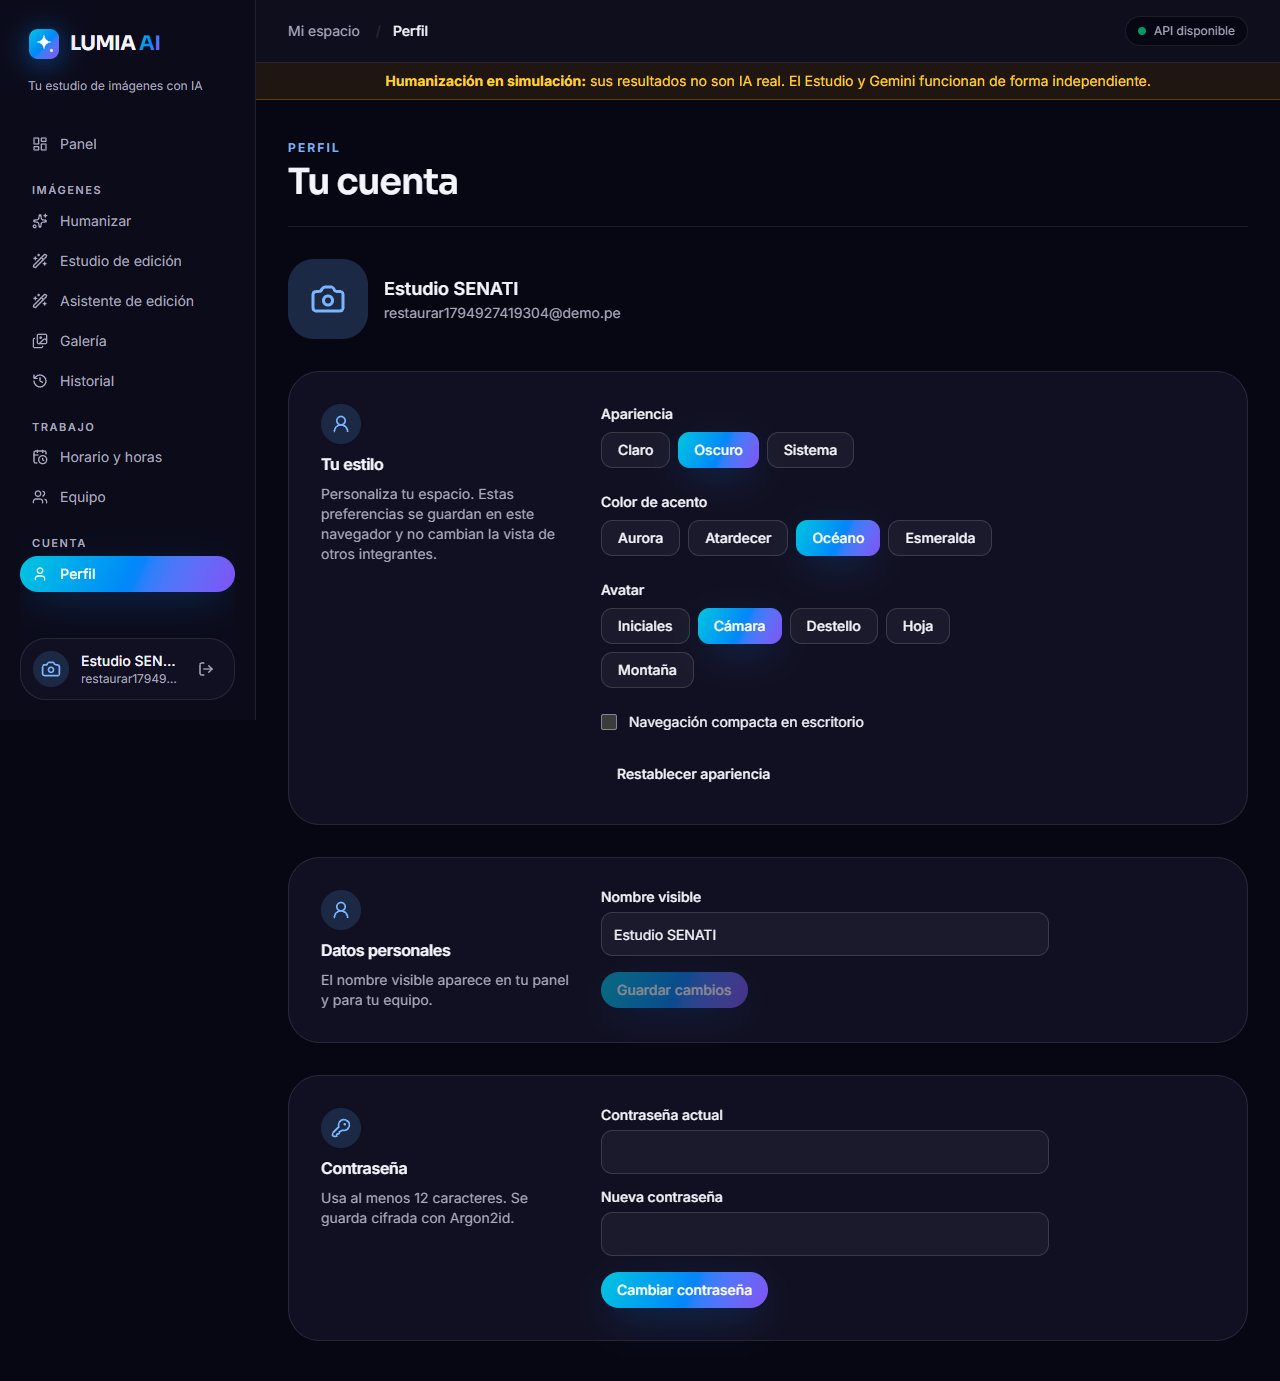 LUMIA AI
Tu estudio de imágenes con IA
Panel
IMÁGENES
Humanizar
Estudio de edición
Asistente de edición
Galería
Historial
TRABAJO
Horario y horas
Equipo
CUENTA
Perfil
Estudio SEN...
restaurar17949...
Mi espacio / Perfil
API disponible
Humanización en simulación: sus resultados no son IA real. El Estudio y Gemini funcionan de forma independiente.
PERFIL
Tu cuenta
Estudio SENATI
restaurar1794927419304@demo.pe
Tu estilo
Personaliza tu espacio. Estas
preferencias se guardan en este
navegador y no cambian la vista de
otros integrantes.
Apariencia
Claro Oscuro Sistema
Color de acento
Aurora Atardecer Océano Esmeralda
Avatar
Iniciales Cámara Destello Hoja
Montaña
Navegación compacta en escritorio
Restablecer apariencia
Datos personales
El nombre visible aparece en tu panel
y para tu equipo.
Nombre visible
Estudio SENATI
Guardar cambios
Contraseña
Usa al menos 12 caracteres. Se
guarda cifrada con Argon2id.
Contraseña actual
Nueva contraseña
Cambiar contraseña